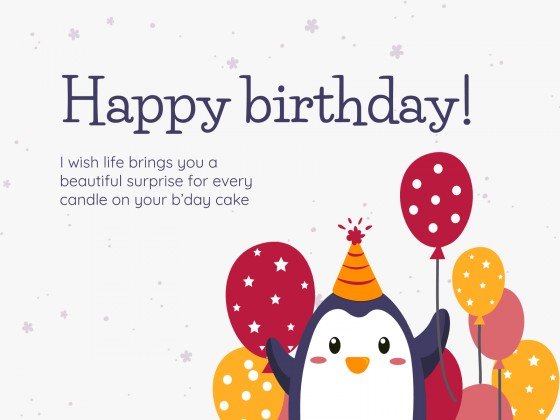 Happy birthday!
I wish life brings you a
beautiful surprise for every
candle on your b'day cake